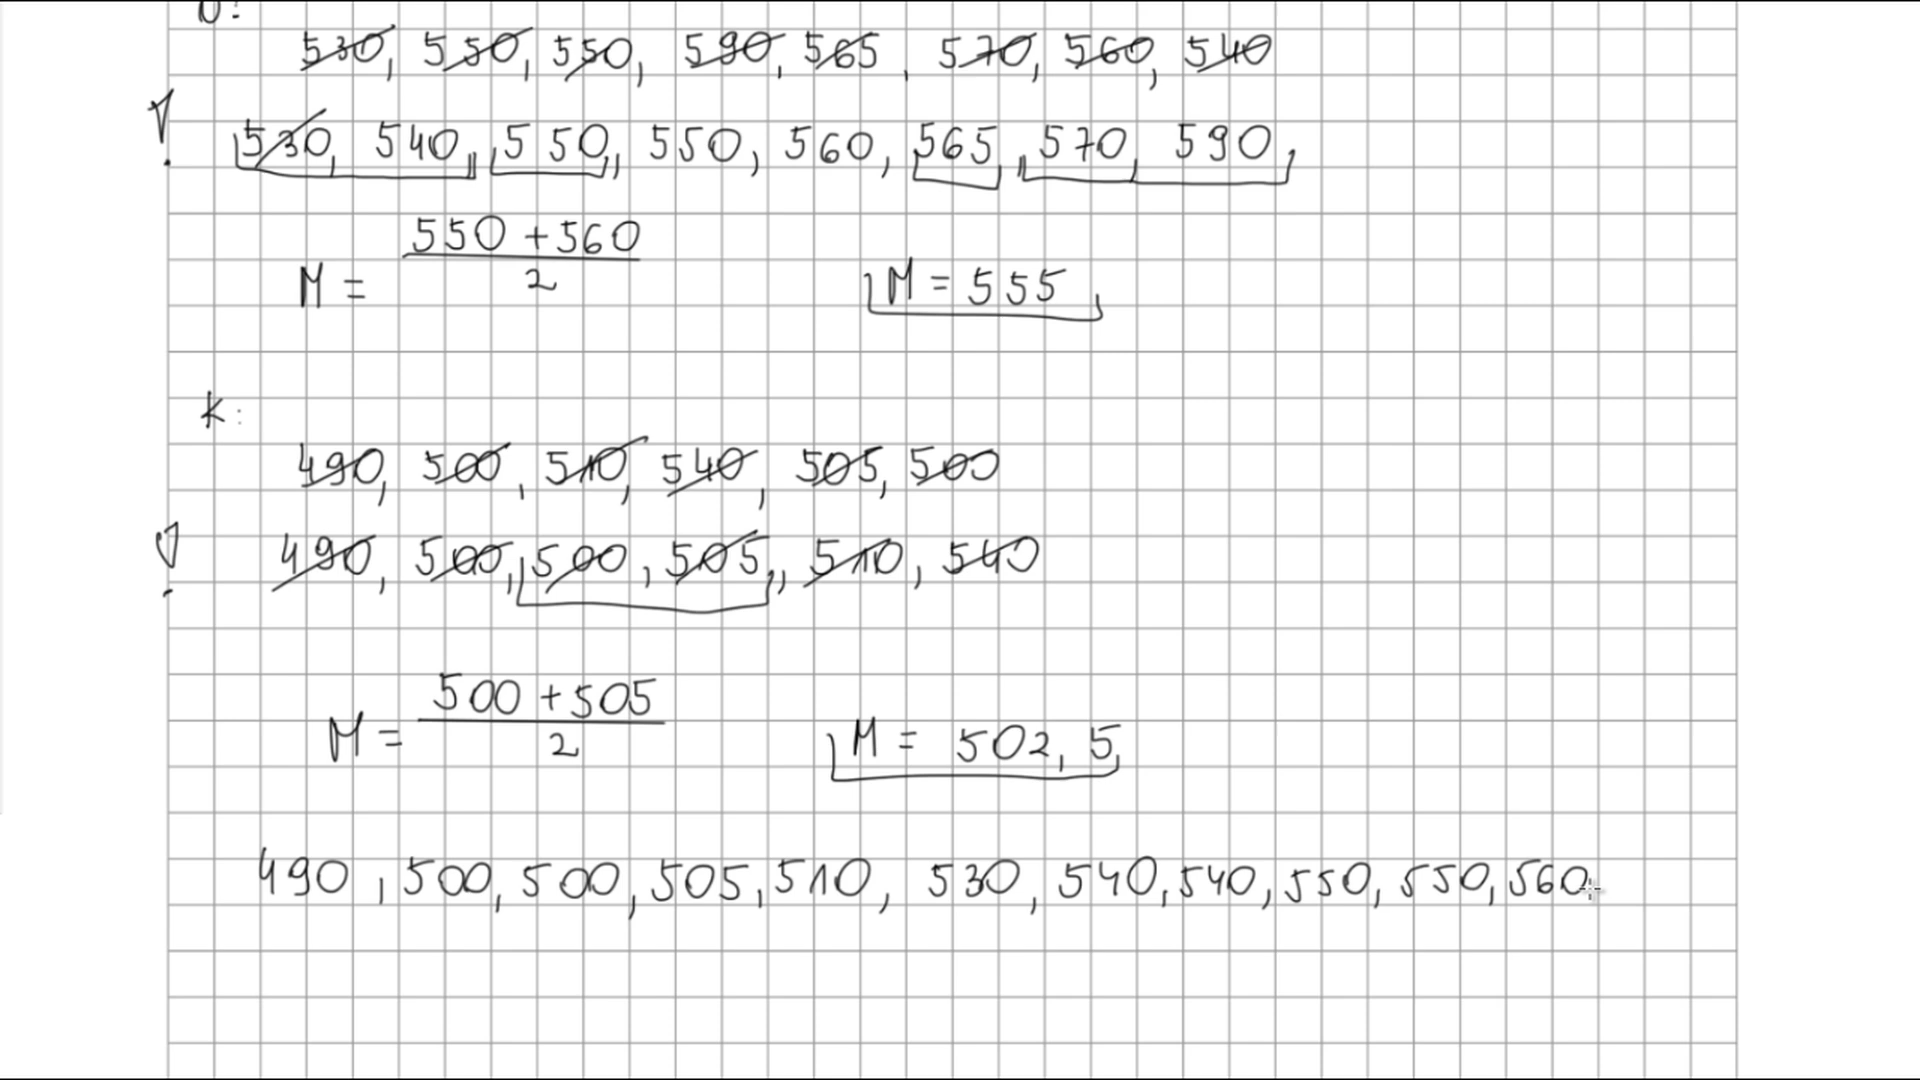 530, 550, 550, 590, 565, 570, 560, 540
! 530, 540, 550, 550, 560, 565, 570, 590,
M = 550 + 560 / 2
M = 555
K:
490, 500, 510, 540, 505, 500
! 490, 500, 500, 505, 510, 540
M = 500 + 505 / 2
M = 502,5
490, 500, 500, 505, 510, 530, 540, 540, 550, 550, 560